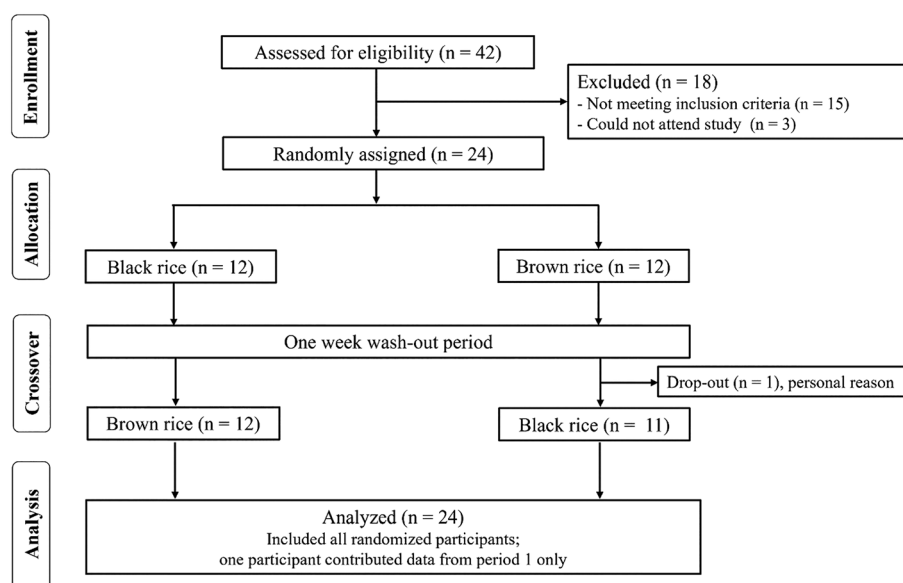 Enrollment
Assessed for eligibility (n = 42)
Excluded (n = 18)
- Not meeting inclusion criteria (n = 15)
- Could not attend study (n = 3)
Randomly assigned (n = 24)
Allocation
Black rice (n = 12)
Brown rice (n = 12)
Crossover
One week wash-out period
Drop-out (n = 1), personal reason
Brown rice (n = 12)
Black rice (n = 11)
Analysis
Analyzed (n = 24)
Included all randomized participants;
one participant contributed data from period 1 only